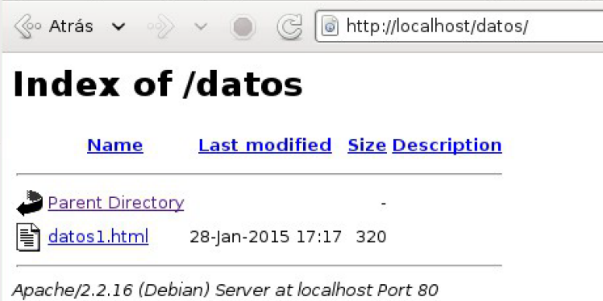 Atrás http://localhost/datos/
Index of /datos
Name Last modified Size Description
Parent Directory -
datos1.html 28-Jan-2015 17:17 320
Apache/2.2.16 (Debian) Server at localhost Port 80